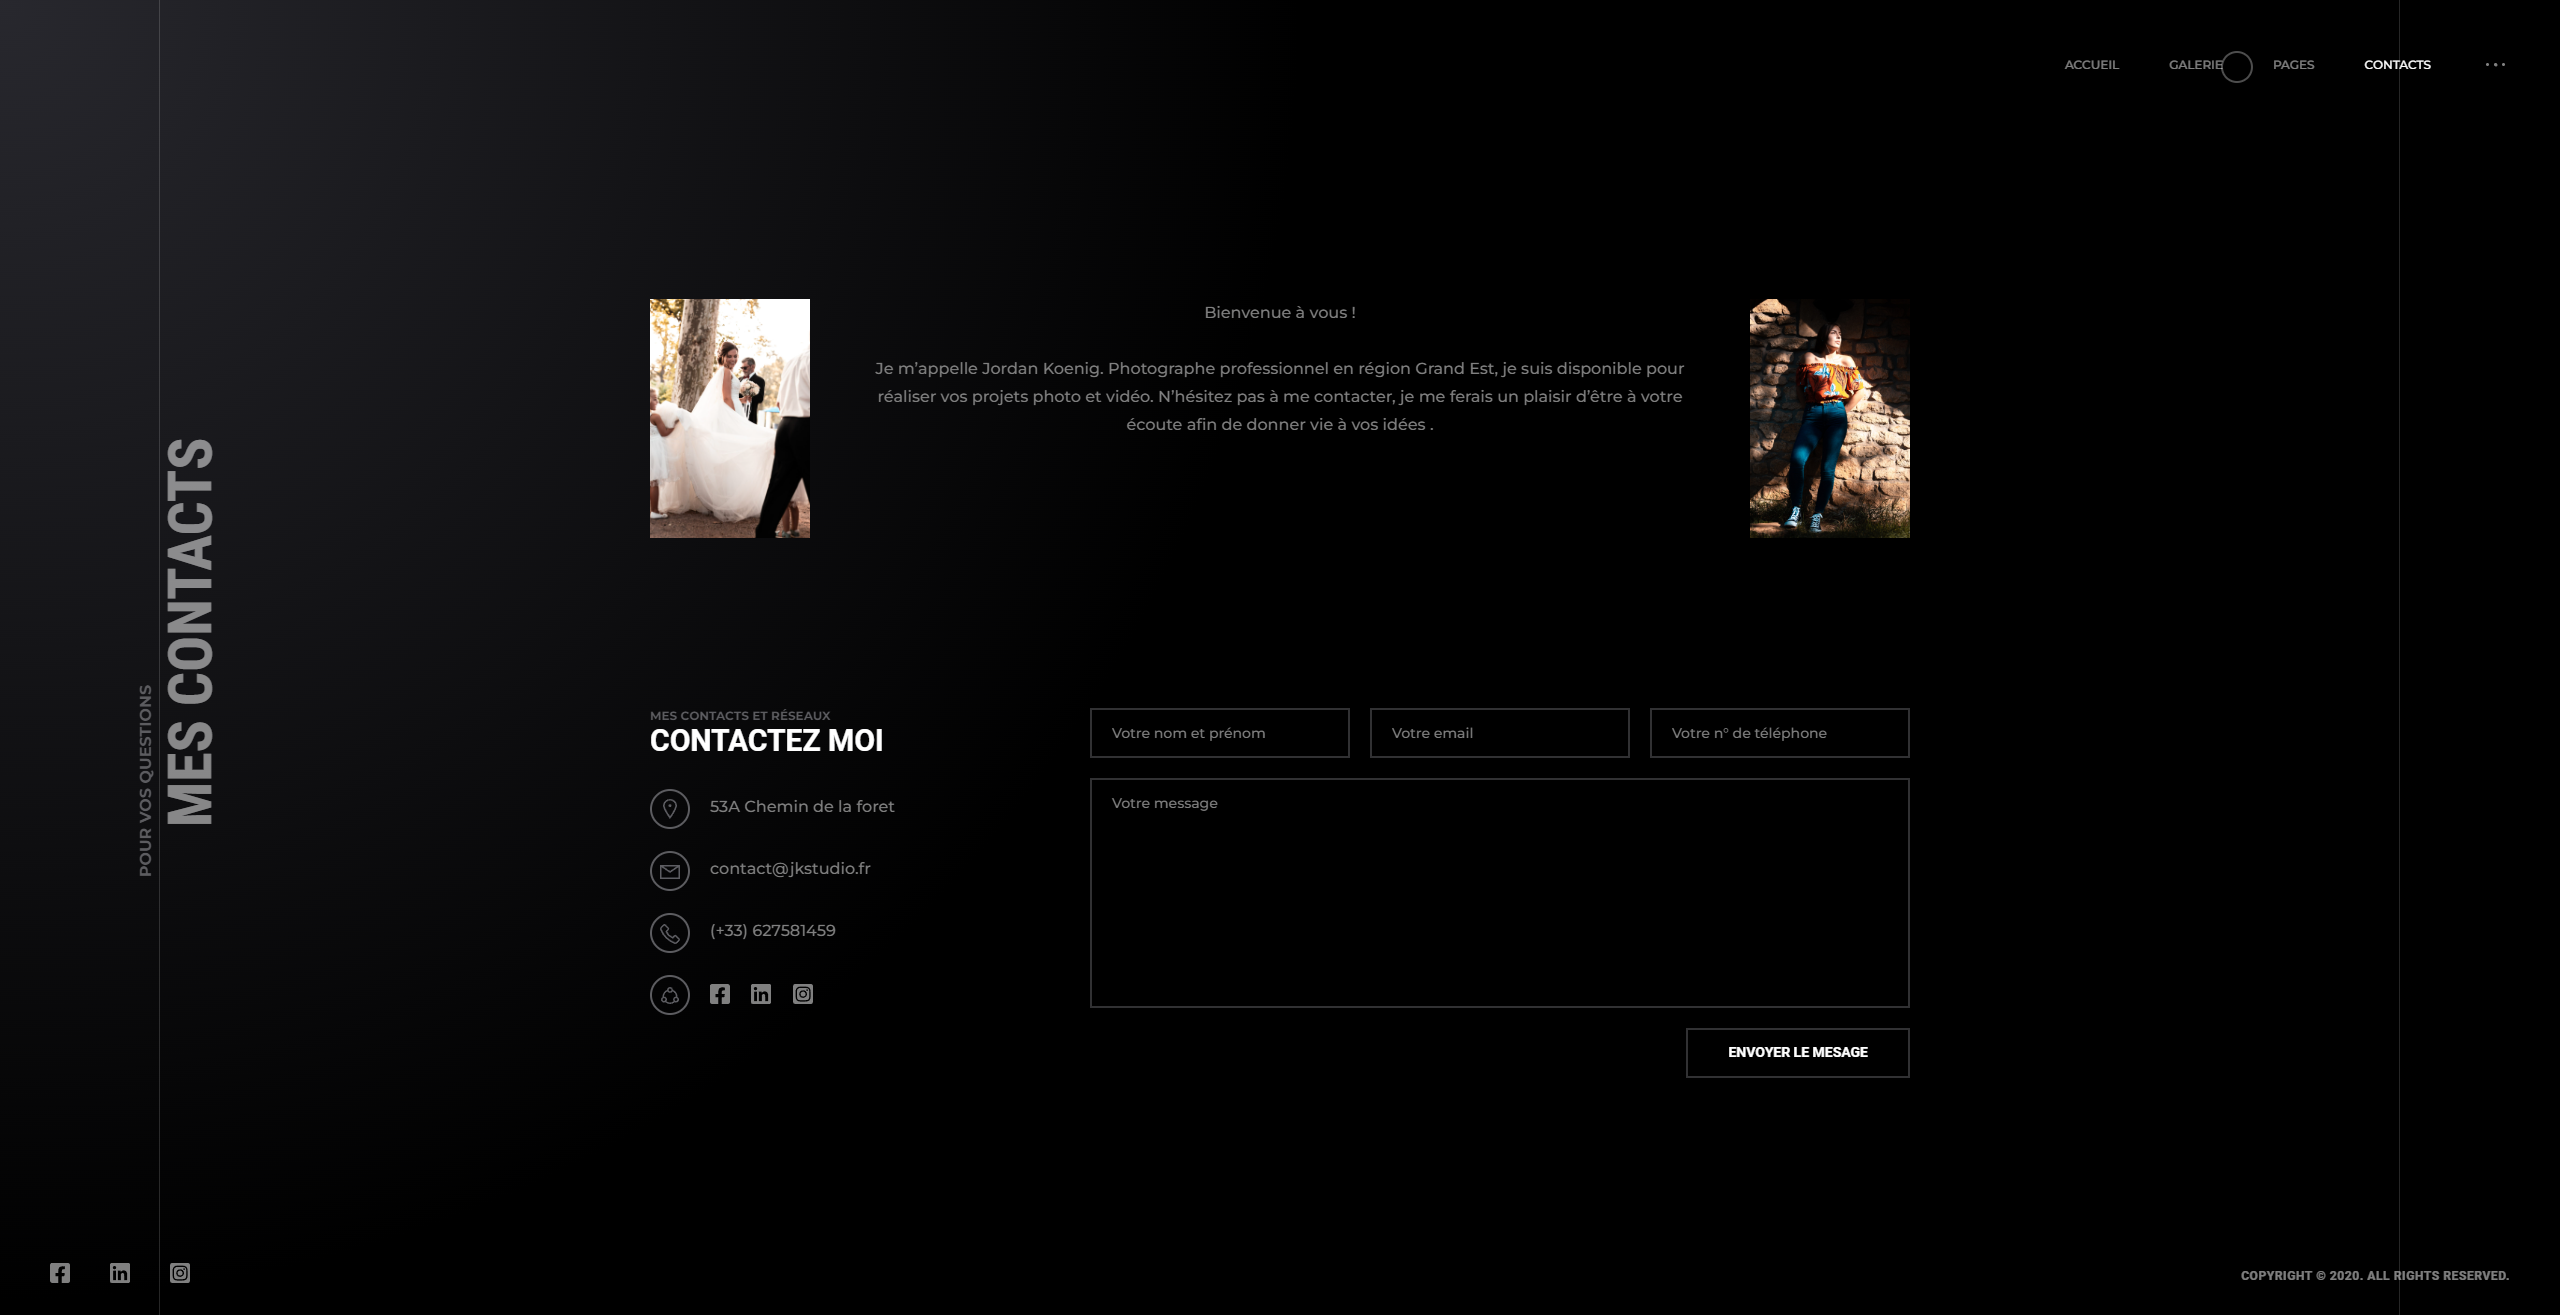 ACCUEIL GALERIE PAGES CONTACTS
Bienvenue à vous !
Je m’appelle Jordan Koenig. Photographe professionnel en région Grand Est, je suis disponible pour
réaliser vos projets photo et vidéo. N’hésitez pas à me contacter, je me ferais un plaisir d’être à votre
écoute afin de donner vie à vos idées .
POUR VOS QUESTIONS
MES CONTACTS
MES CONTACTS ET RÉSEAUX
CONTACTEZ MOI
53A Chemin de la foret
contact@jkstudio.fr
(+33) 627581459
Votre nom et prénom
Votre email
Votre n° de téléphone
Votre message
ENVOYER LE MESAGE
COPYRIGHT © 2020. ALL RIGHTS RESERVED.